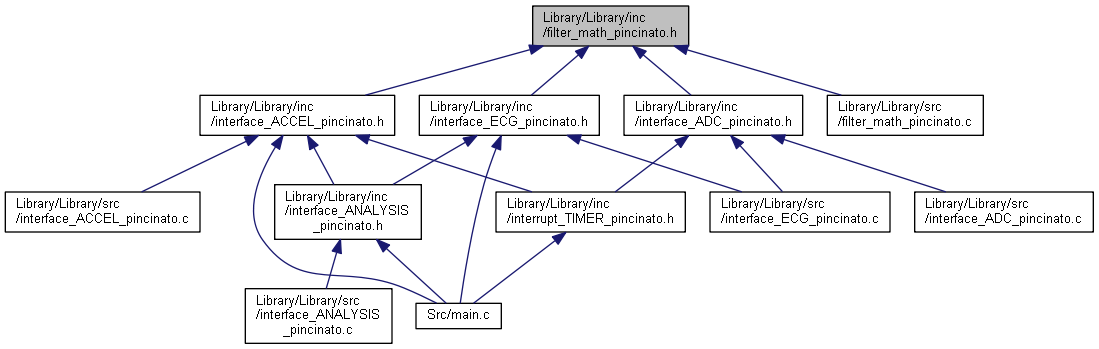 Library/Library/inc
/filter_math_pincinato.h
Library/Library/inc
/interface_ACCEL_pincinato.h
Library/Library/inc
/interface_ECG_pincinato.h
Library/Library/inc
/interface_ADC_pincinato.h
Library/Library/src
/filter_math_pincinato.c
Library/Library/src
/interface_ACCEL_pincinato.c
Library/Library/inc
/interface_ANALYSIS
_pincinato.h
Library/Library/inc
/interrupt_TIMER_pincinato.h
Library/Library/src
/interface_ECG_pincinato.c
Library/Library/src
/interface_ADC_pincinato.c
Library/Library/src
/interface_ANALYSIS
_pincinato.c
Src/main.c